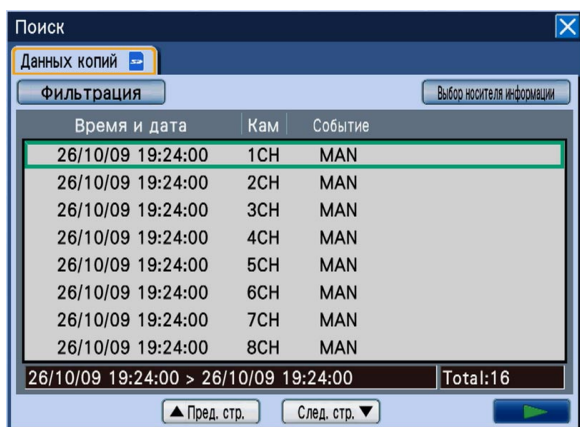 Поиск
Данных копий
Фильтрация Выбор носителя информации
Время и дата Кам Событие
26/10/09 19:24:00 1CH MAN
26/10/09 19:24:00 2CH MAN
26/10/09 19:24:00 3CH MAN
26/10/09 19:24:00 4CH MAN
26/10/09 19:24:00 5CH MAN
26/10/09 19:24:00 6CH MAN
26/10/09 19:24:00 7CH MAN
26/10/09 19:24:00 8CH MAN
26/10/09 19:24:00 > 26/10/09 19:24:00 Total:16
▲ Пред. стр. След. стр. ▼